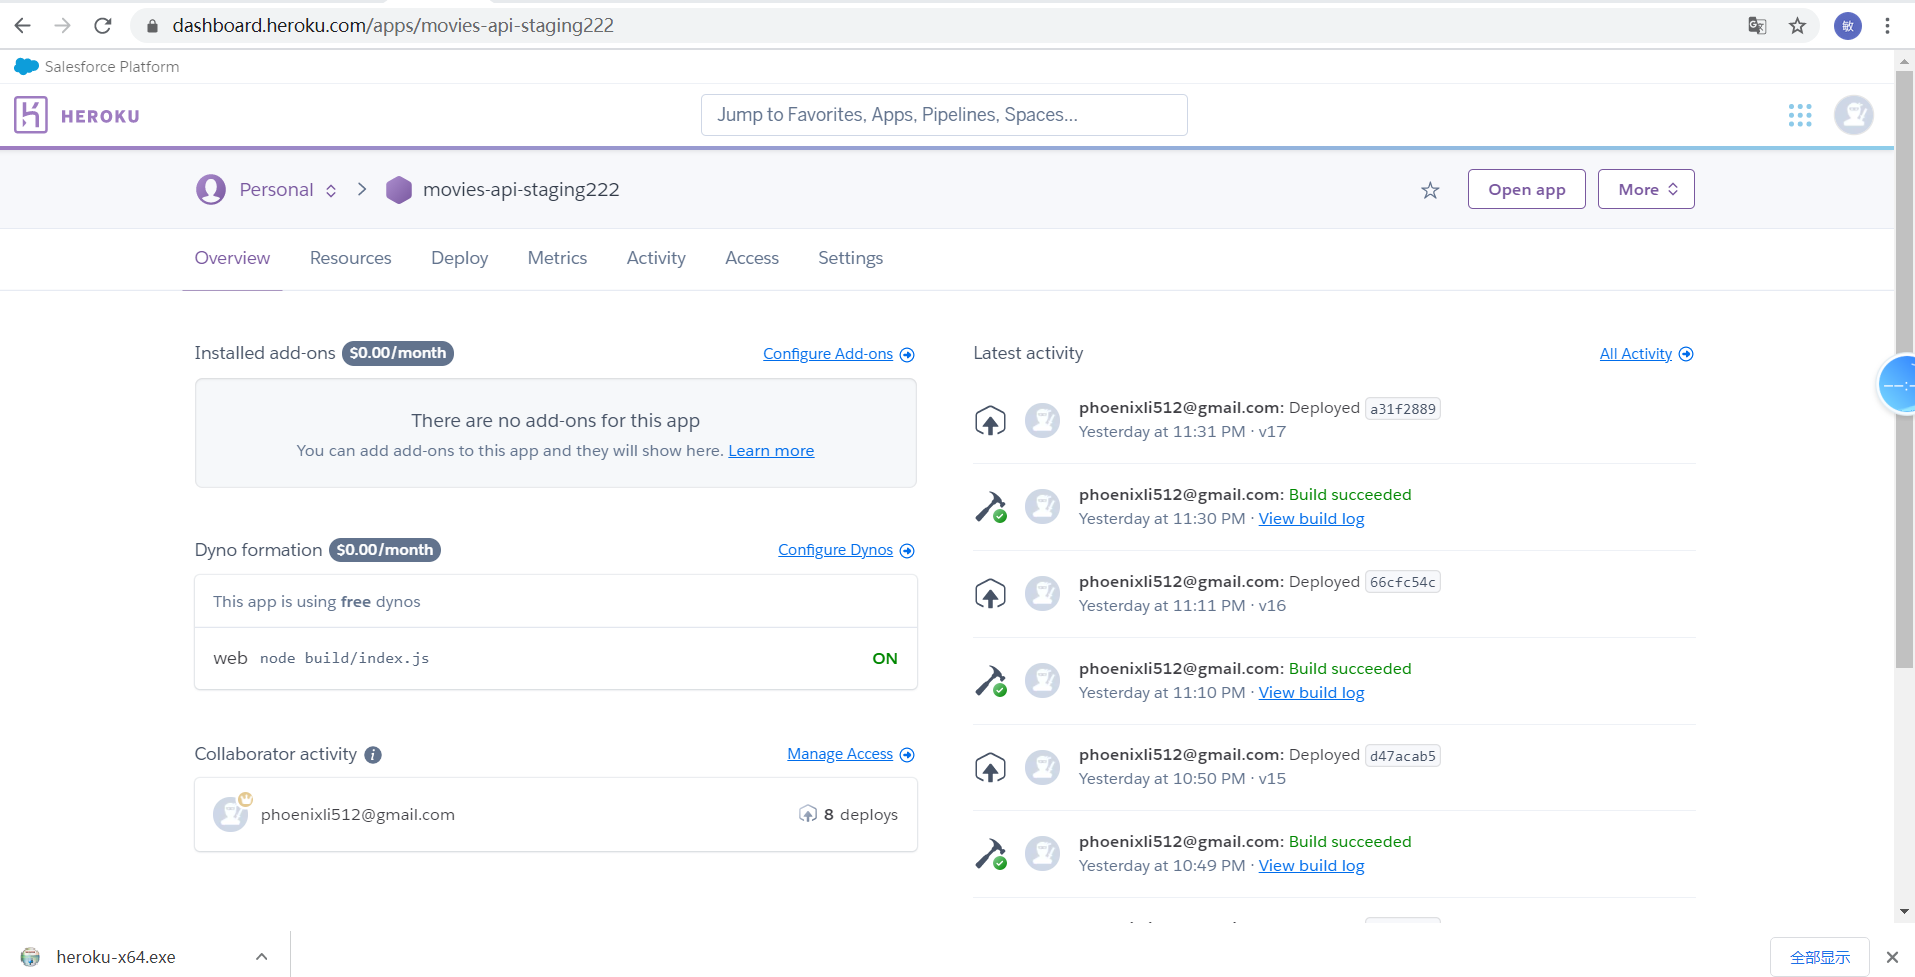 dashboard.heroku.com/apps/movies-api-staging222
敏
Salesforce Platform
HEROKU
Jump to Favorites, Apps, Pipelines, Spaces...
Personal
movies-api-staging222
Open app
More
Overview
Resources
Deploy
Metrics
Activity
Access
Settings
Installed add-ons $0.00/month
Configure Add-ons
There are no add-ons for this app
You can add add-ons to this app and they will show here. Learn more
Dyno formation $0.00/month
Configure Dynos
This app is using free dynos
web node build/index.js
ON
Collaborator activity
Manage Access
phoenixli512@gmail.com
8 deploys
Latest activity
All Activity
phoenixli512@gmail.com: Deployed a31f2889
Yesterday at 11:31 PM · v17
phoenixli512@gmail.com: Build succeeded
Yesterday at 11:30 PM · View build log
phoenixli512@gmail.com: Deployed 66cfc54c
Yesterday at 11:11 PM · v16
phoenixli512@gmail.com: Build succeeded
Yesterday at 11:10 PM · View build log
phoenixli512@gmail.com: Deployed d47acab5
Yesterday at 10:50 PM · v15
phoenixli512@gmail.com: Build succeeded
Yesterday at 10:49 PM · View build log
heroku-x64.exe
全部显示